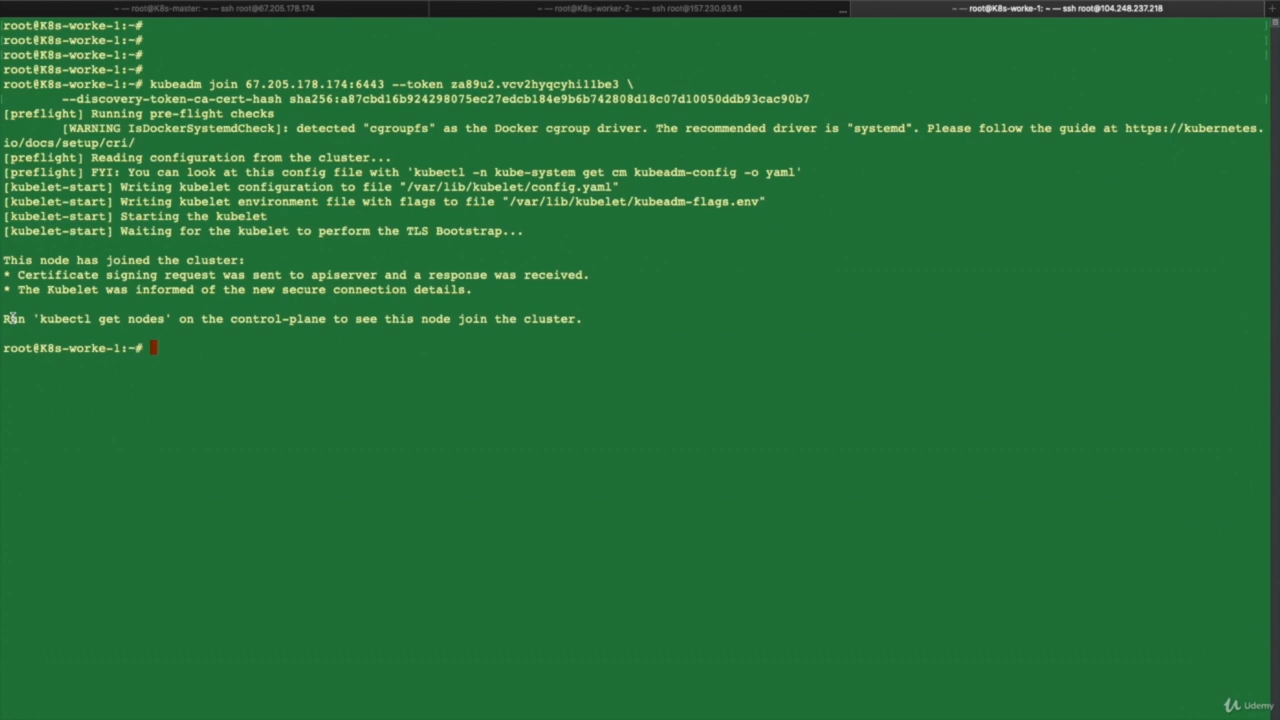 ~ — root@K8s-master: ~ — ssh root@67.205.178.174
~ — root@K8s-worker-2: ~ — ssh root@157.230.93.61
...
~ — root@K8s-worke-1: ~ — ssh root@104.248.237.218
+
root@K8s-worke-1:~#
root@K8s-worke-1:~#
root@K8s-worke-1:~#
root@K8s-worke-1:~#
root@K8s-worke-1:~# kubeadm join 67.205.178.174:6443 --token za89u2.vcv2hyqcyhi11be3 \
--discovery-token-ca-cert-hash sha256:a87cbd16b924298075ec27edcb184e9b6b742808d18c07d10050ddb93cac90b7
[preflight] Running pre-flight checks
[WARNING IsDockerSystemdCheck]: detected "cgroupfs" as the Docker cgroup driver. The recommended driver is "systemd". Please follow the guide at https://kubernetes.
io/docs/setup/cri/
[preflight] Reading configuration from the cluster...
[preflight] FYI: You can look at this config file with 'kubectl -n kube-system get cm kubeadm-config -o yaml'
[kubelet-start] Writing kubelet configuration to file "/var/lib/kubelet/config.yaml"
[kubelet-start] Writing kubelet environment file with flags to file "/var/lib/kubelet/kubeadm-flags.env"
[kubelet-start] Starting the kubelet
[kubelet-start] Waiting for the kubelet to perform the TLS Bootstrap...
This node has joined the cluster:
* Certificate signing request was sent to apiserver and a response was received.
* The Kubelet was informed of the new secure connection details.
Run 'kubectl get nodes' on the control-plane to see this node join the cluster.
root@K8s-worke-1:~#
Udemy